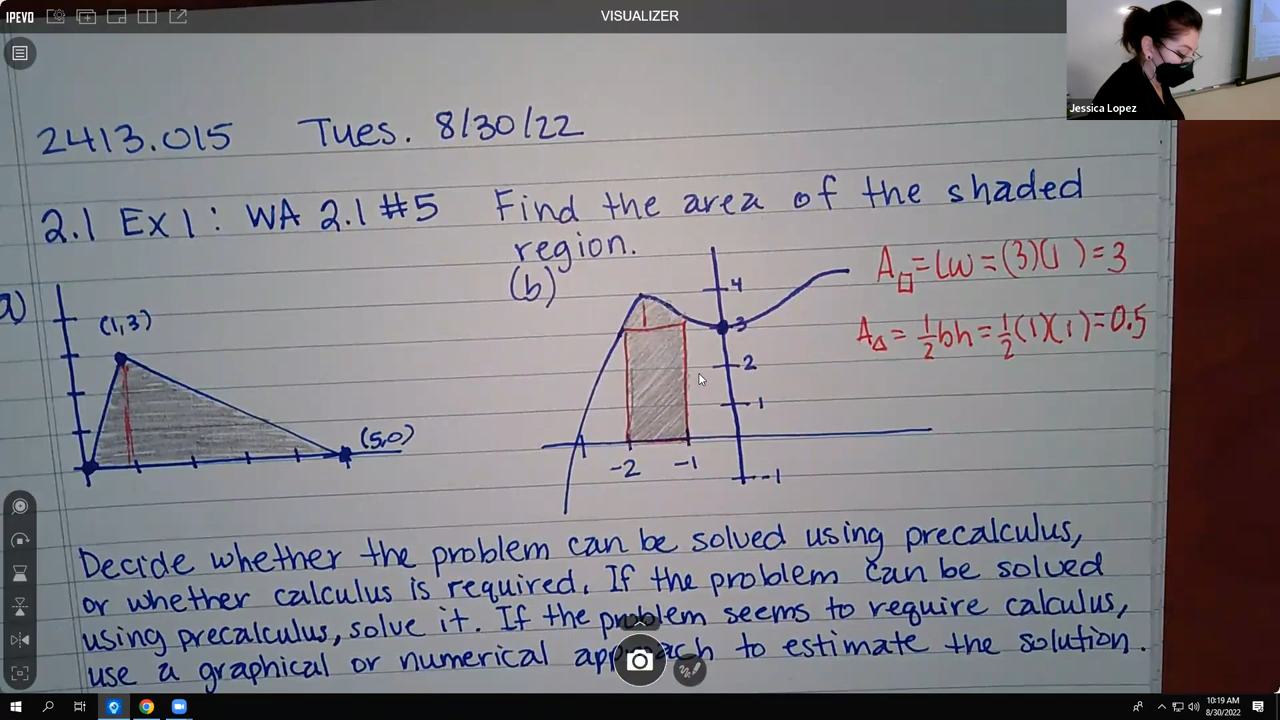 IPEVO
VISUALIZER
Jessica Lopez
2413.015 Tues. 8/30/22
2.1 Ex 1: WA 2.1 #5 Find the area of the shaded
region.
a)
(1,3)
(5,0)
(b)
4
3
2
1
-2
-1
-1
A□ = lw = (3)(1) = 3
A△ = 1/2 bh = 1/2 (1)(1) = 0.5
Decide whether the problem can be solved using precalculus,
or whether calculus is required. If the problem can be solved
using precalculus, solve it. If the problem seems to require calculus,
use a graphical or numerical approach to estimate the solution.
10:19 AM
8/30/2022